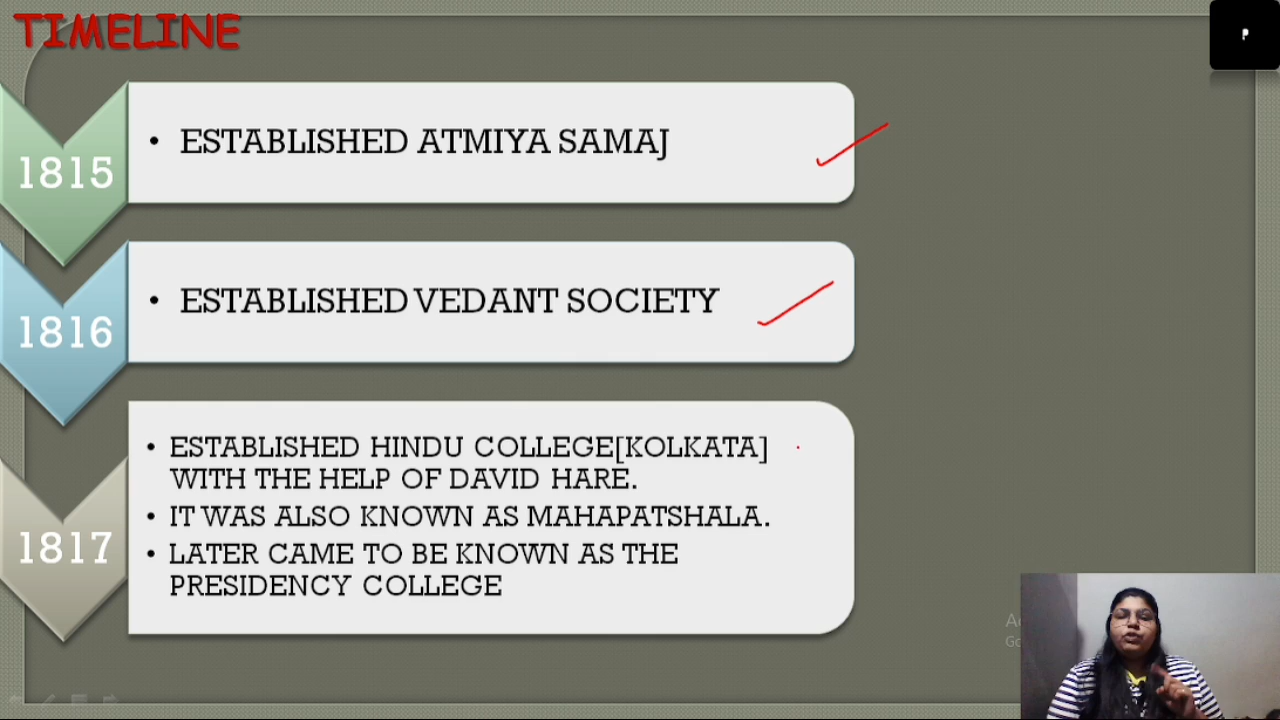 TIMELINE
P
1815
• ESTABLISHED ATMIYA SAMAJ
1816
• ESTABLISHED VEDANT SOCIETY
1817
• ESTABLISHED HINDU COLLEGE[KOLKATA]
WITH THE HELP OF DAVID HARE.
• IT WAS ALSO KNOWN AS MAHAPATSHALA.
• LATER CAME TO BE KNOWN AS THE
PRESIDENCY COLLEGE